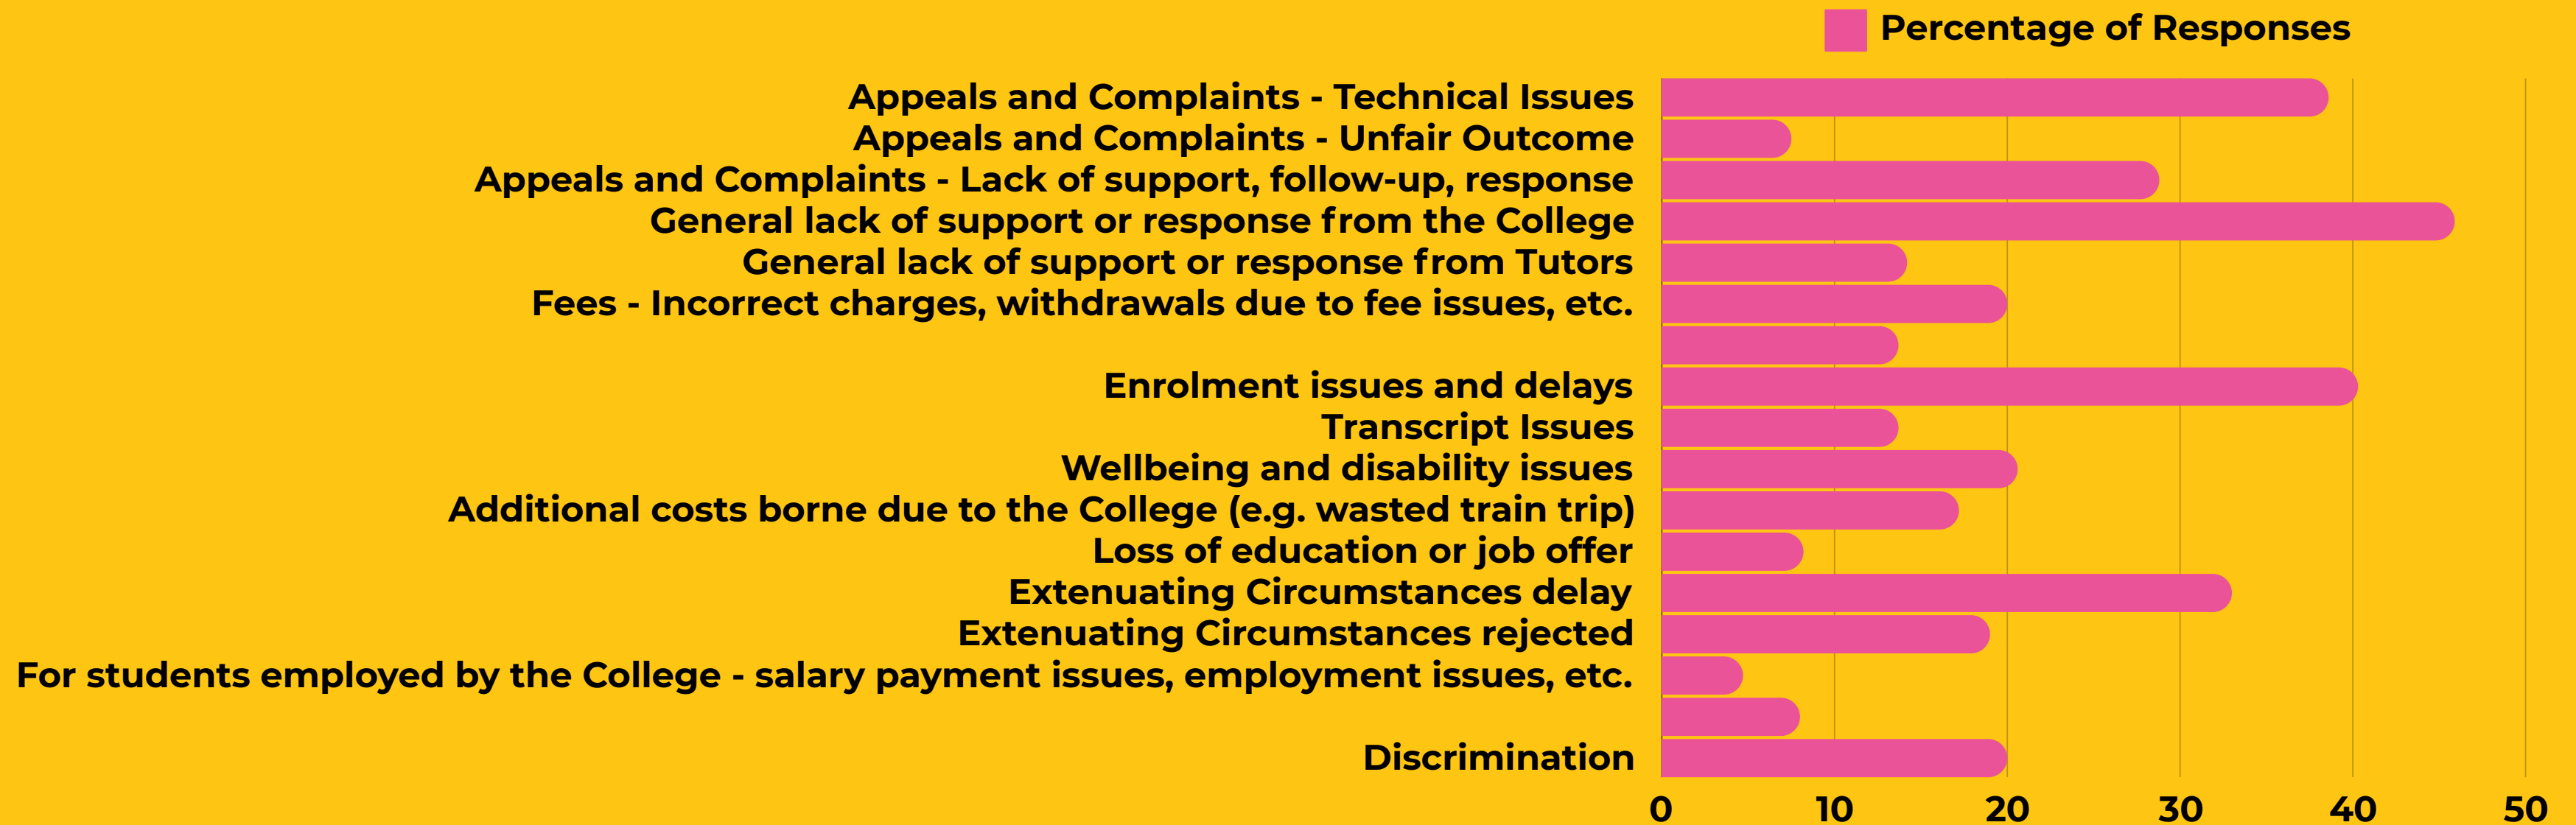 Percentage of Responses
Appeals and Complaints - Technical Issues
Appeals and Complaints - Unfair Outcome
Appeals and Complaints - Lack of support, follow-up, response
General lack of support or response from the College
General lack of support or response from Tutors
Fees - Incorrect charges, withdrawals due to fee issues, etc.
Enrolment issues and delays
Transcript Issues
Wellbeing and disability issues
Additional costs borne due to the College (e.g. wasted train trip)
Loss of education or job offer
Extenuating Circumstances delay
Extenuating Circumstances rejected
For students employed by the College - salary payment issues, employment issues, etc.
Discrimination
0 10 20 30 40 50